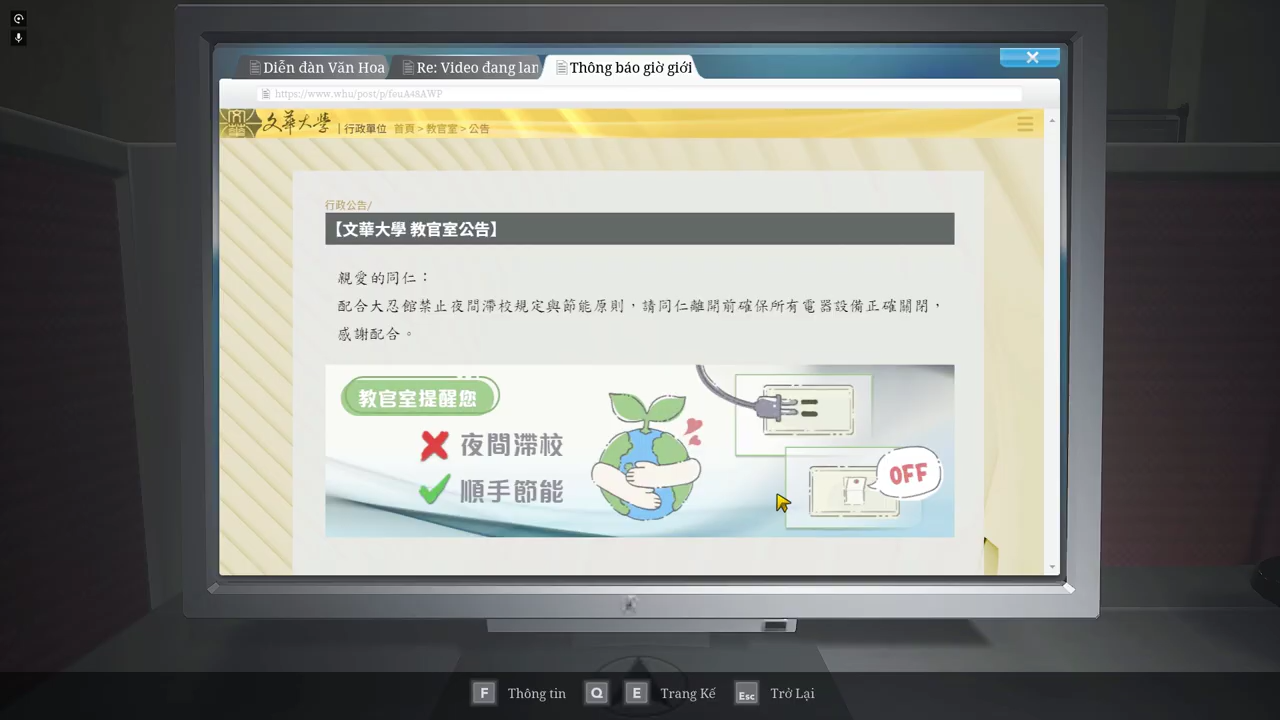 Diễn đàn Văn Hoa
Re: Video đang lan
Thông báo giờ giới
https://www.whu/post/p/feuA48AWP
文華大學 | 行政單位 首頁 > 教官室 > 公告
行政公告/
【文華大學 教官室公告】
親愛的同仁：
配合大忍館禁止夜間滯校規定與節能原則，請同仁離開前確保所有電器設備正確關閉，
感謝配合。
教官室提醒您
夜間滯校
順手節能
OFF
F Thông tin Q E Trang Kế Esc Trở Lại